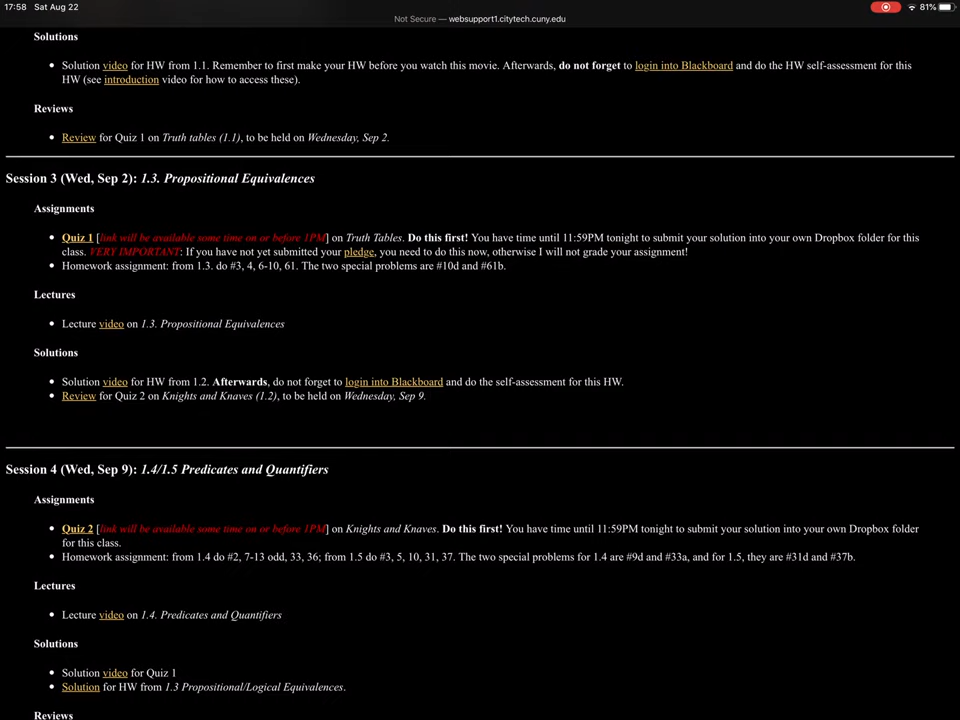 17:58 Sat Aug 22
81%
Not Secure — websupport1.citytech.cuny.edu
Solutions
Solution video for HW from 1.1. Remember to first make your HW before you watch this movie. Afterwards, do not forget to login into Blackboard and do the HW self-assessment for this
HW (see introduction video for how to access these).
Reviews
Review for Quiz 1 on Truth tables (1.1), to be held on Wednesday, Sep 2.
Session 3 (Wed, Sep 2): 1.3. Propositional Equivalences
Assignments
Quiz 1 [link will be available some time on or before 1PM] on Truth Tables. Do this first! You have time until 11:59PM tonight to submit your solution into your own Dropbox folder for this
class. VERY IMPORTANT: If you have not yet submitted your pledge, you need to do this now, otherwise I will not grade your assignment!
Homework assignment: from 1.3. do #3, 4, 6-10, 61. The two special problems are #10d and #61b.
Lectures
Lecture video on 1.3. Propositional Equivalences
Solutions
Solution video for HW from 1.2. Afterwards, do not forget to login into Blackboard and do the self-assessment for this HW.
Review for Quiz 2 on Knights and Knaves (1.2), to be held on Wednesday, Sep 9.
Session 4 (Wed, Sep 9): 1.4/1.5 Predicates and Quantifiers
Assignments
Quiz 2 [link will be available some time on or before 1PM] on Knights and Knaves. Do this first! You have time until 11:59PM tonight to submit your solution into your own Dropbox folder
for this class.
Homework assignment: from 1.4 do #2, 7-13 odd, 33, 36; from 1.5 do #3, 5, 10, 31, 37. The two special problems for 1.4 are #9d and #33a, and for 1.5, they are #31d and #37b.
Lectures
Lecture video on 1.4. Predicates and Quantifiers
Solutions
Solution video for Quiz 1
Solution for HW from 1.3 Propositional/Logical Equivalences.
Reviews